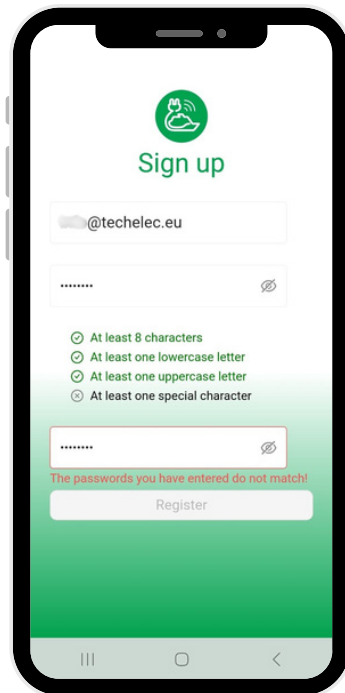 Sign up
@techelec.eu
At least 8 characters
At least one lowercase letter
At least one uppercase letter
At least one special character
The passwords you have entered do not match!
Register